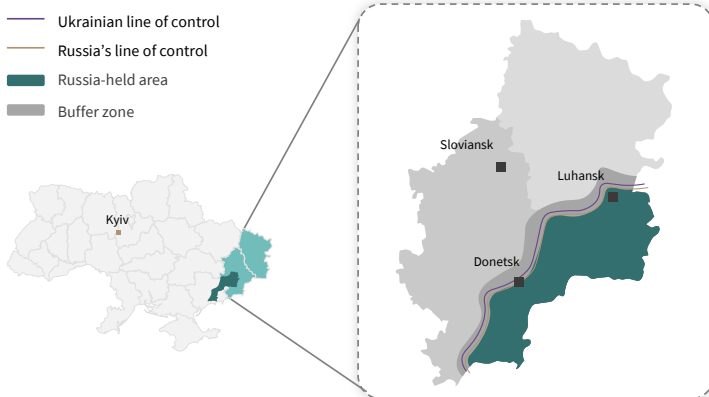 Ukrainian line of control
Russia's line of control
Russia-held area
Buffer zone
Sloviansk
Luhansk
Kyiv
Donetsk